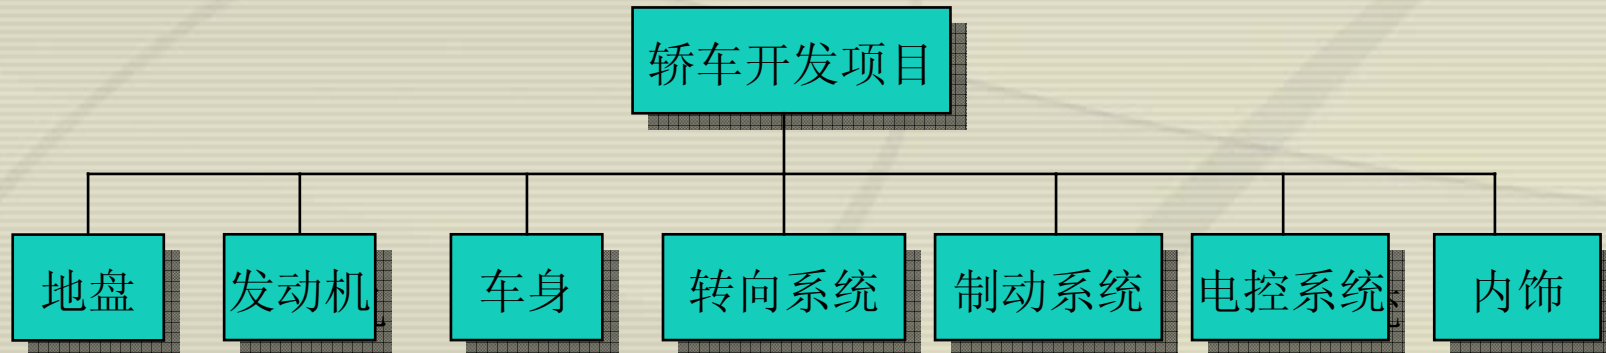 轿车开发项目
地盘
发动机
车身
转向系统
制动系统
电控系统
内饰